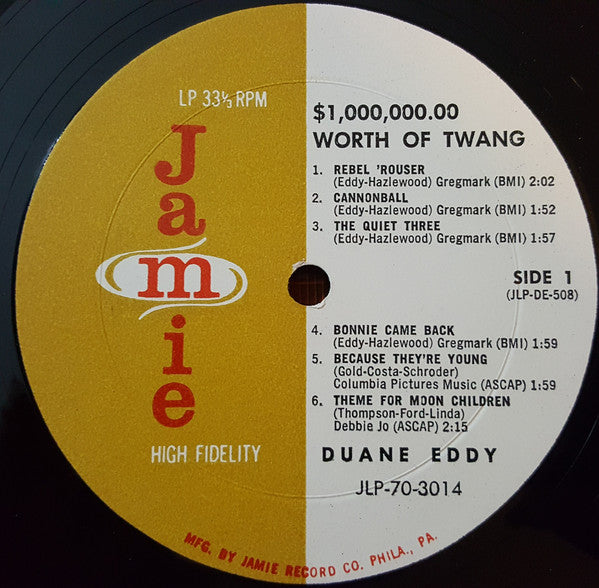 LP 33⅓ RPM
Jamie
HIGH FIDELITY
$1,000,000.00
WORTH OF TWANG
1. REBEL 'ROUSER
(Eddy-Hazlewood) Gregmark (BMI) 2:02
2. CANNONBALL
(Eddy-Hazlewood) Gregmark (BMI) 1:52
3. THE QUIET THREE
(Eddy-Hazlewood) Gregmark (BMI) 1:57
SIDE 1
(JLP-DE-508)
4. BONNIE CAME BACK
(Eddy-Hazlewood) Gregmark (BMI) 1:59
5. BECAUSE THEY'RE YOUNG
(Gold-Costa-Schroder)
Columbia Pictures Music (ASCAP) 1:59
6. THEME FOR MOON CHILDREN
(Thompson-Ford-Linda)
Debbie Jo (ASCAP) 2:15
DUANE EDDY
JLP-70-3014
MFG. BY JAMIE RECORD CO. PHILA., PA.